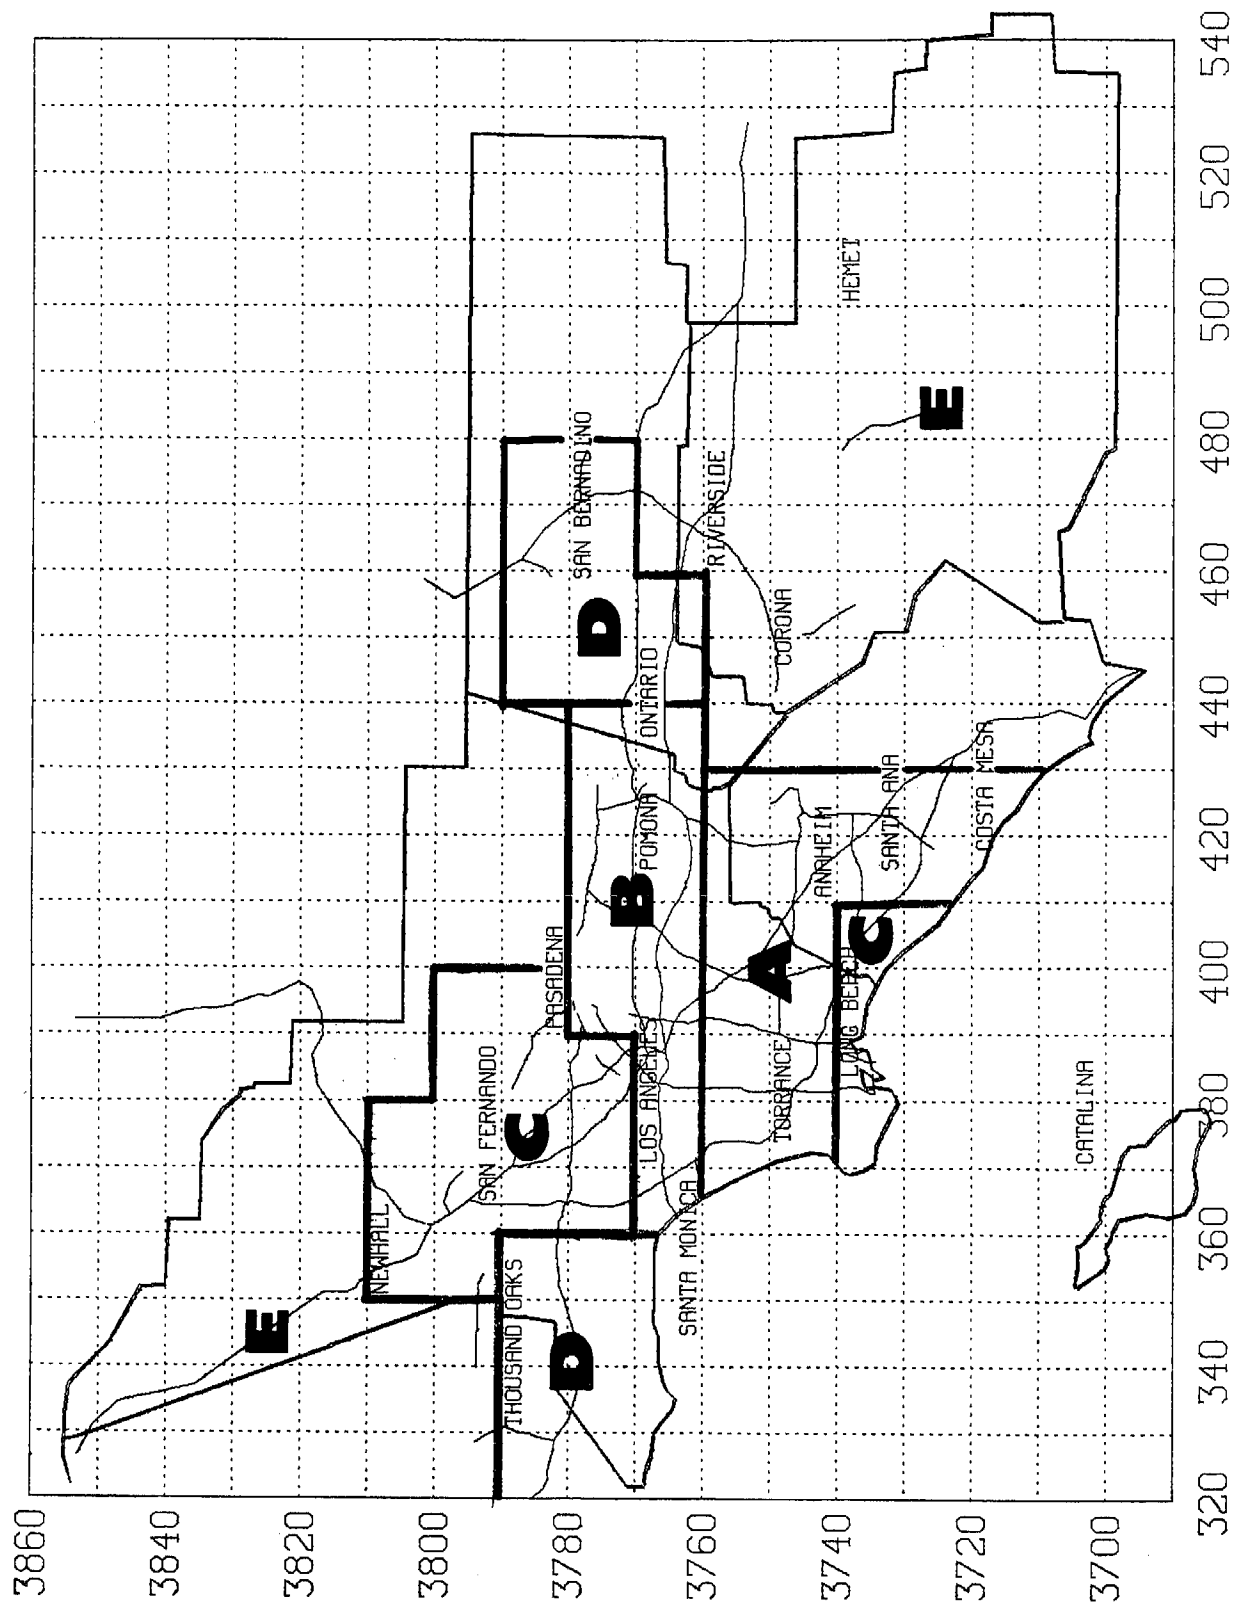 3860
3840
3820
3800
3780
3760
3740
3720
3700
320
340
360
380
400
420
440
460
480
500
520
540
E
NEWHALL
SAN FERNANDO
C
PASADENA
THOUSAND OAKS
D
SANTA MONICA
LOS ANGELES
B
POMONA
ONTARIO
D
SAN BERNADINO
RIVERSIDE
CORONA
HEMET
E
TORRANCE
A
LONG BEACH
C
ANAHEIM
SANTA ANA
COSTA MESA
CATALINA